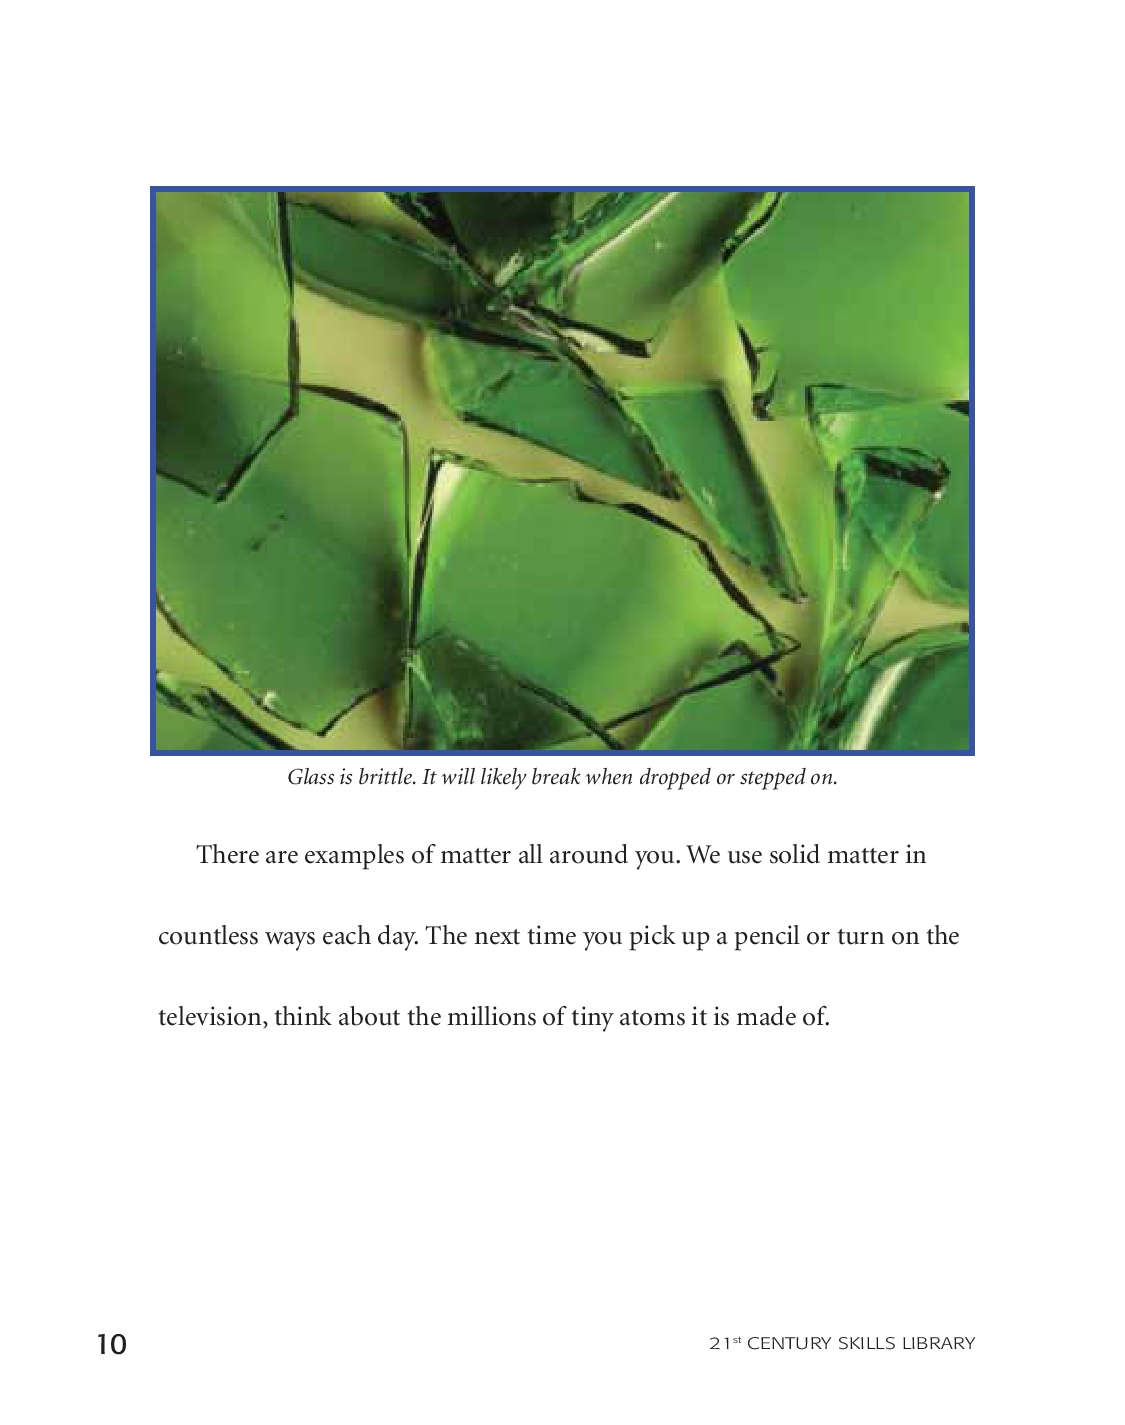 Glass is brittle. It will likely break when dropped or stepped on.
There are examples of matter all around you. We use solid matter in
countless ways each day. The next time you pick up a pencil or turn on the
television, think about the millions of tiny atoms it is made of.
10
21st CENTURY SKILLS LIBRARY